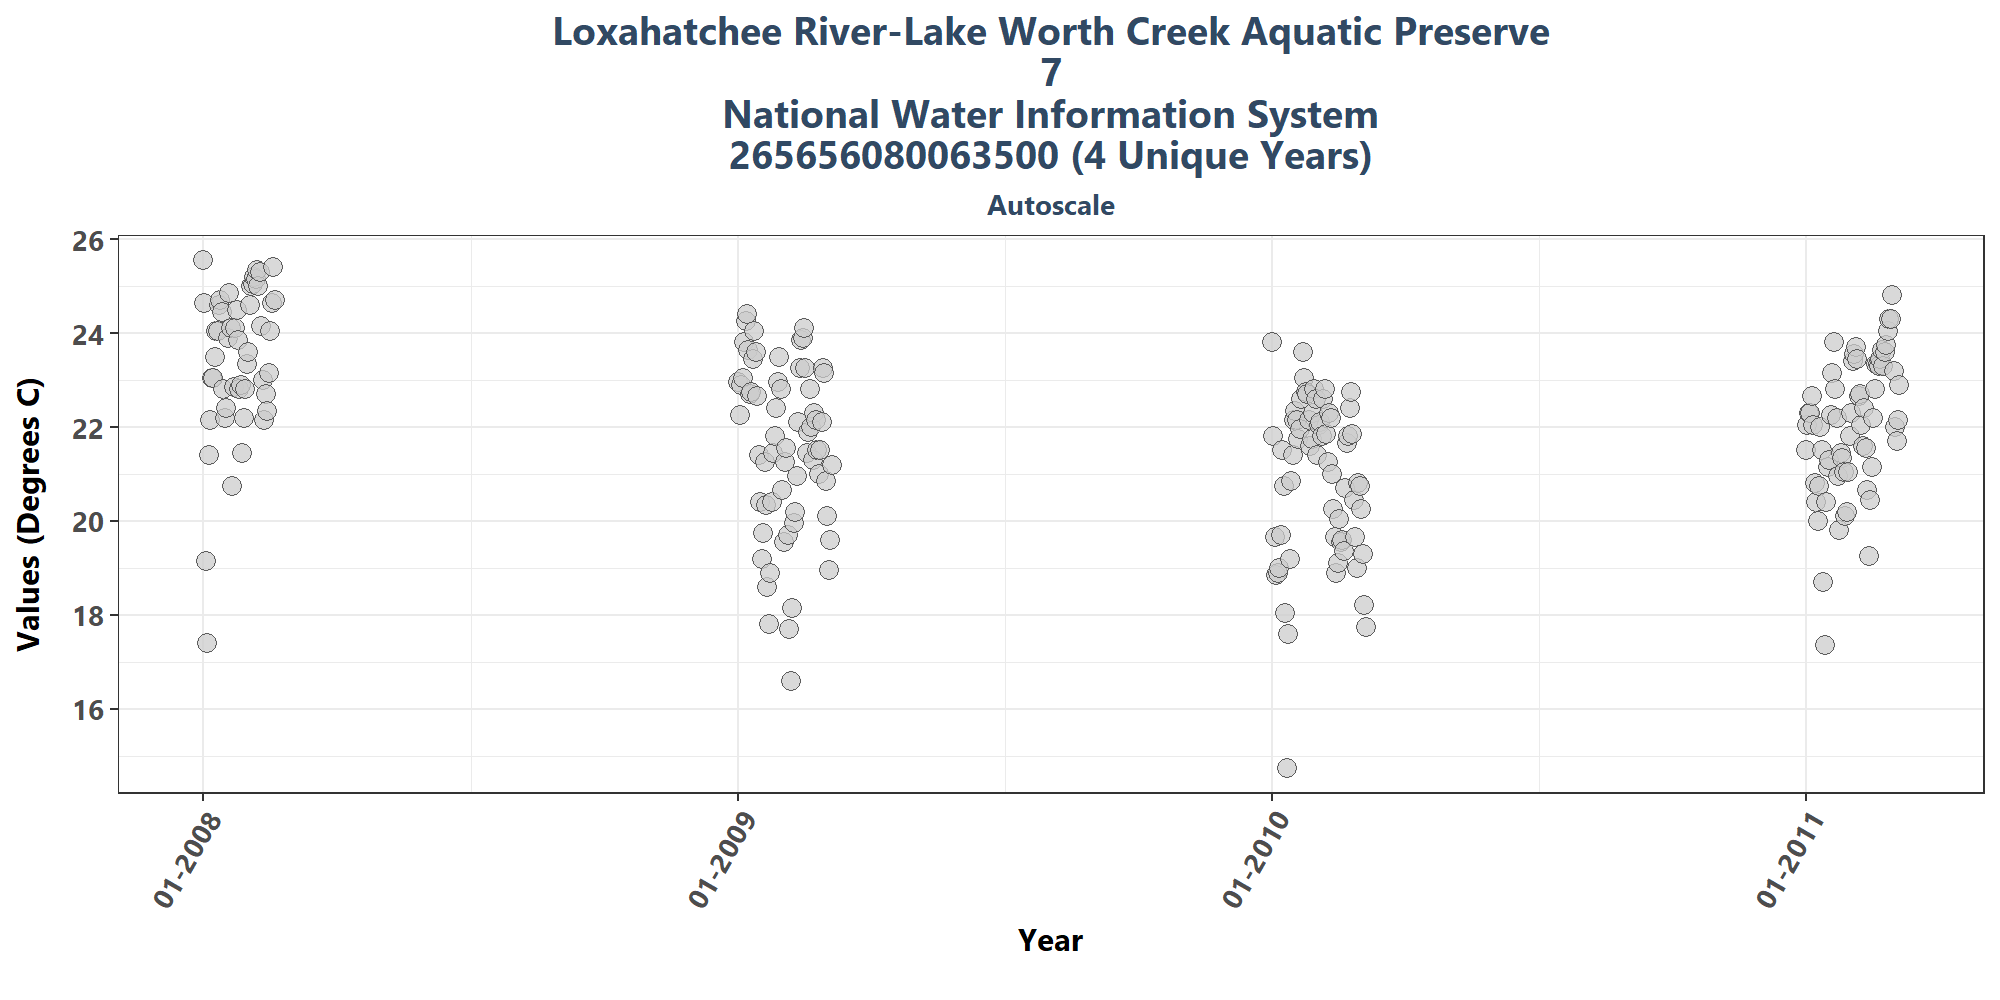 Loxahatchee River-Lake Worth Creek Aquatic Preserve
7
National Water Information System
265656080063500 (4 Unique Years)
Autoscale
26
24
22
20
18
16
Values (Degrees C)
01-2008
01-2009
01-2010
01-2011
Year